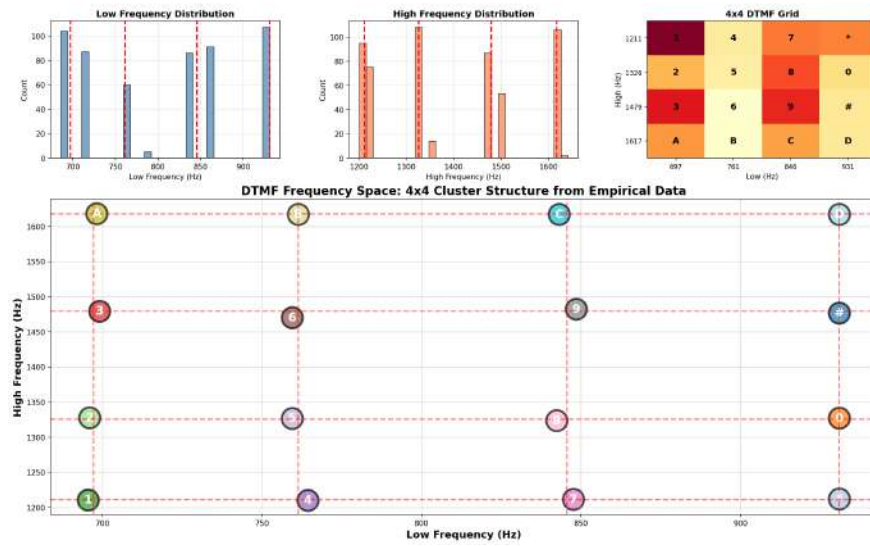 Low Frequency Distribution
100
80
60
40
20
0
Count
700
750
800
850
900
Low Frequency (Hz)
High Frequency Distribution
100
80
60
40
20
0
Count
1200
1300
1400
1500
1600
High Frequency (Hz)
4x4 DTMF Grid
High (Hz)
1211 1 4 7 *
1326 2 5 8 0
1479 3 6 9 #
1617 A B C D
697 761 846 931
Low (Hz)
DTMF Frequency Space: 4x4 Cluster Structure from Empirical Data
High Frequency (Hz)
1600
1550
1500
1450
1400
1350
1300
1250
1200
A B C D
3 6 9 #
2 5 8 0
1 4 7 *
700
750
800
850
900
Low Frequency (Hz)